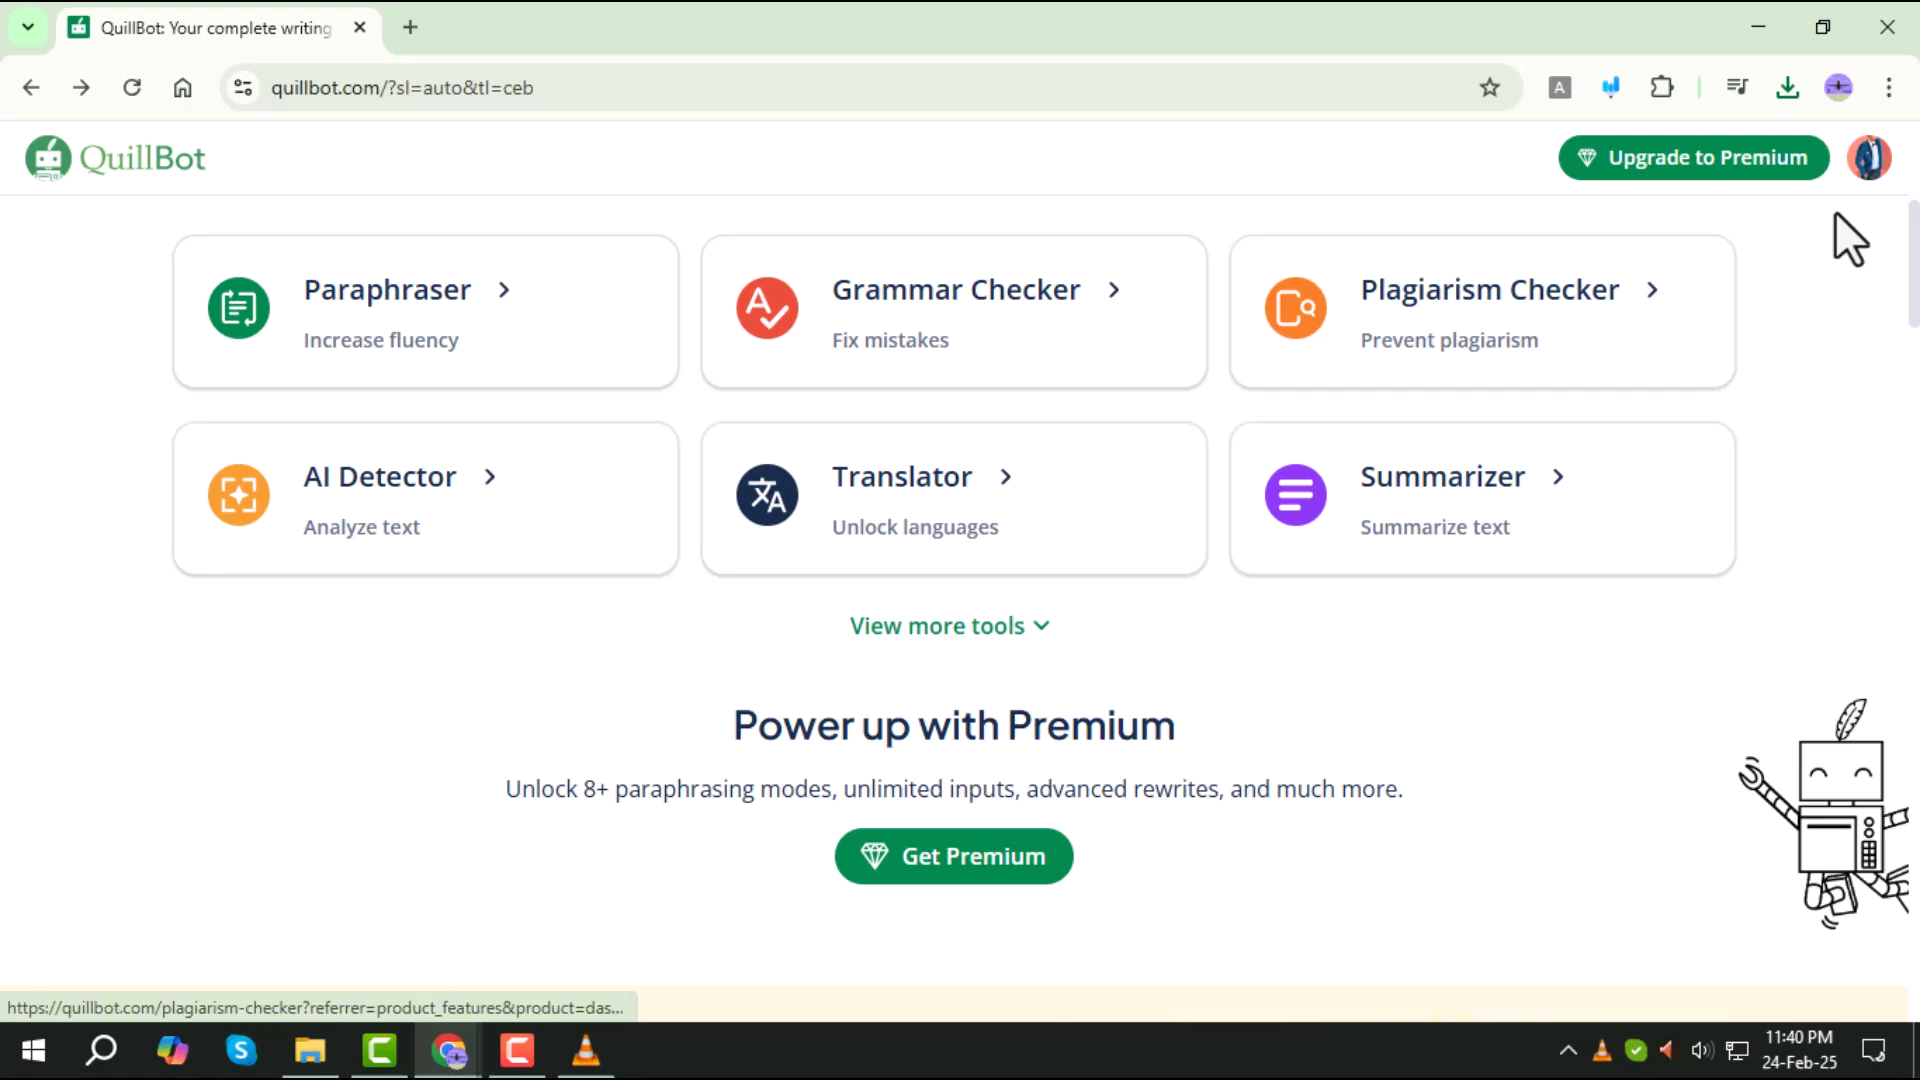 QuillBot: Your complete writing
quillbot.com/?sl=auto&tl=ceb
A
QuillBot
Upgrade to Premium
Paraphraser
Increase fluency
Grammar Checker
Fix mistakes
Plagiarism Checker
Prevent plagiarism
AI Detector
Analyze text
Translator
Unlock languages
Summarizer
Summarize text
View more tools
Power up with Premium
Unlock 8+ paraphrasing modes, unlimited inputs, advanced rewrites, and much more.
Get Premium
https://quillbot.com/plagiarism-checker?referrer=product_features&product=das...
11:40 PM
24-Feb-25